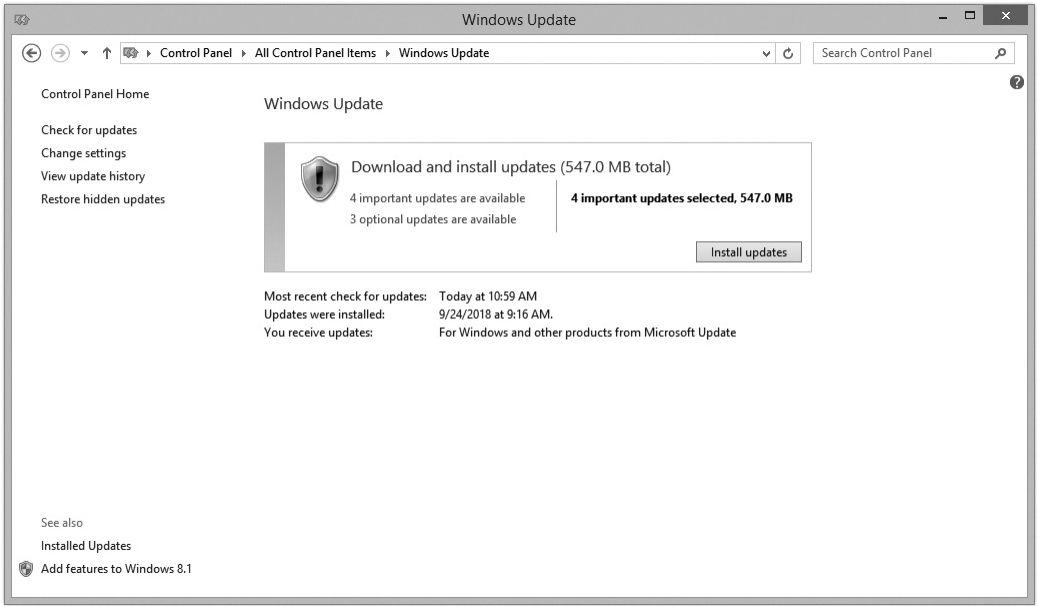 Windows Update
Control Panel All Control Panel Items Windows Update
Search Control Panel
Control Panel Home
Check for updates
Change settings
View update history
Restore hidden updates
Windows Update
Download and install updates (547.0 MB total)
4 important updates are available
3 optional updates are available
4 important updates selected, 547.0 MB
Install updates
Most recent check for updates: Today at 10:59 AM
Updates were installed: 9/24/2018 at 9:16 AM.
You receive updates: For Windows and other products from Microsoft Update
See also
Installed Updates
Add features to Windows 8.1